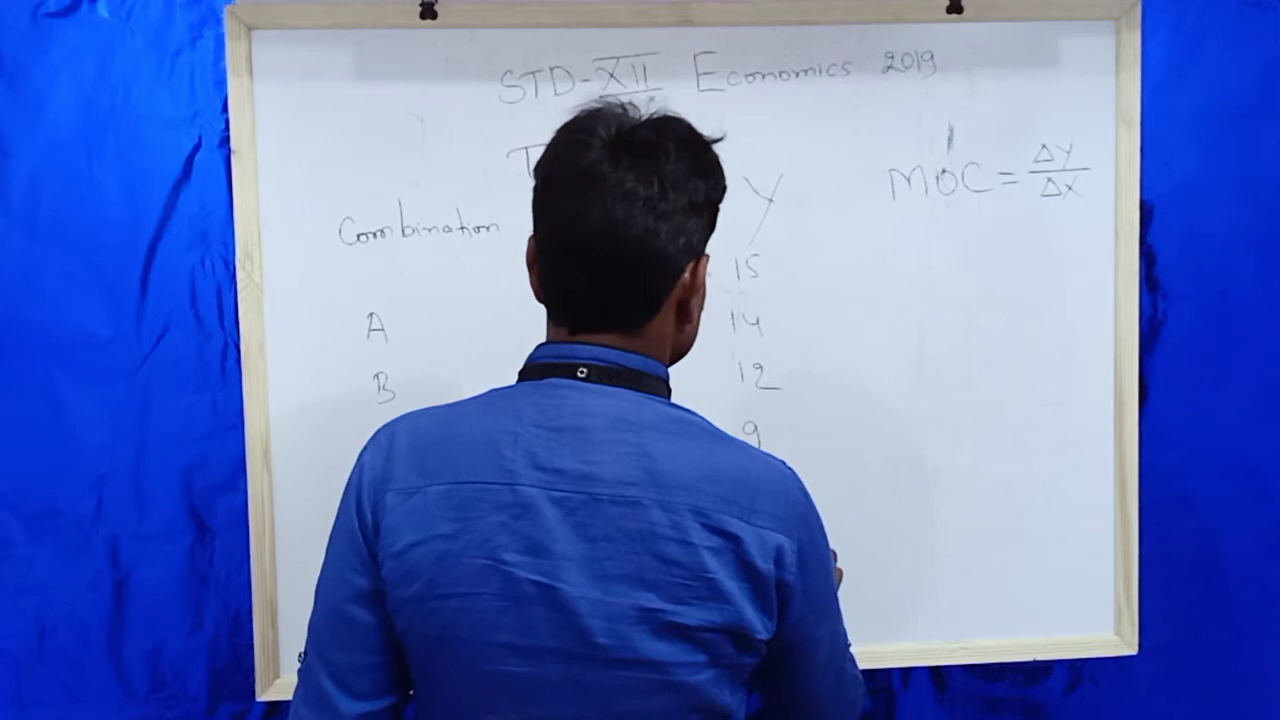 STD-XII Economics 2019
MOC = ΔY/ΔX
Combination Y
15
A 14
B 12
9